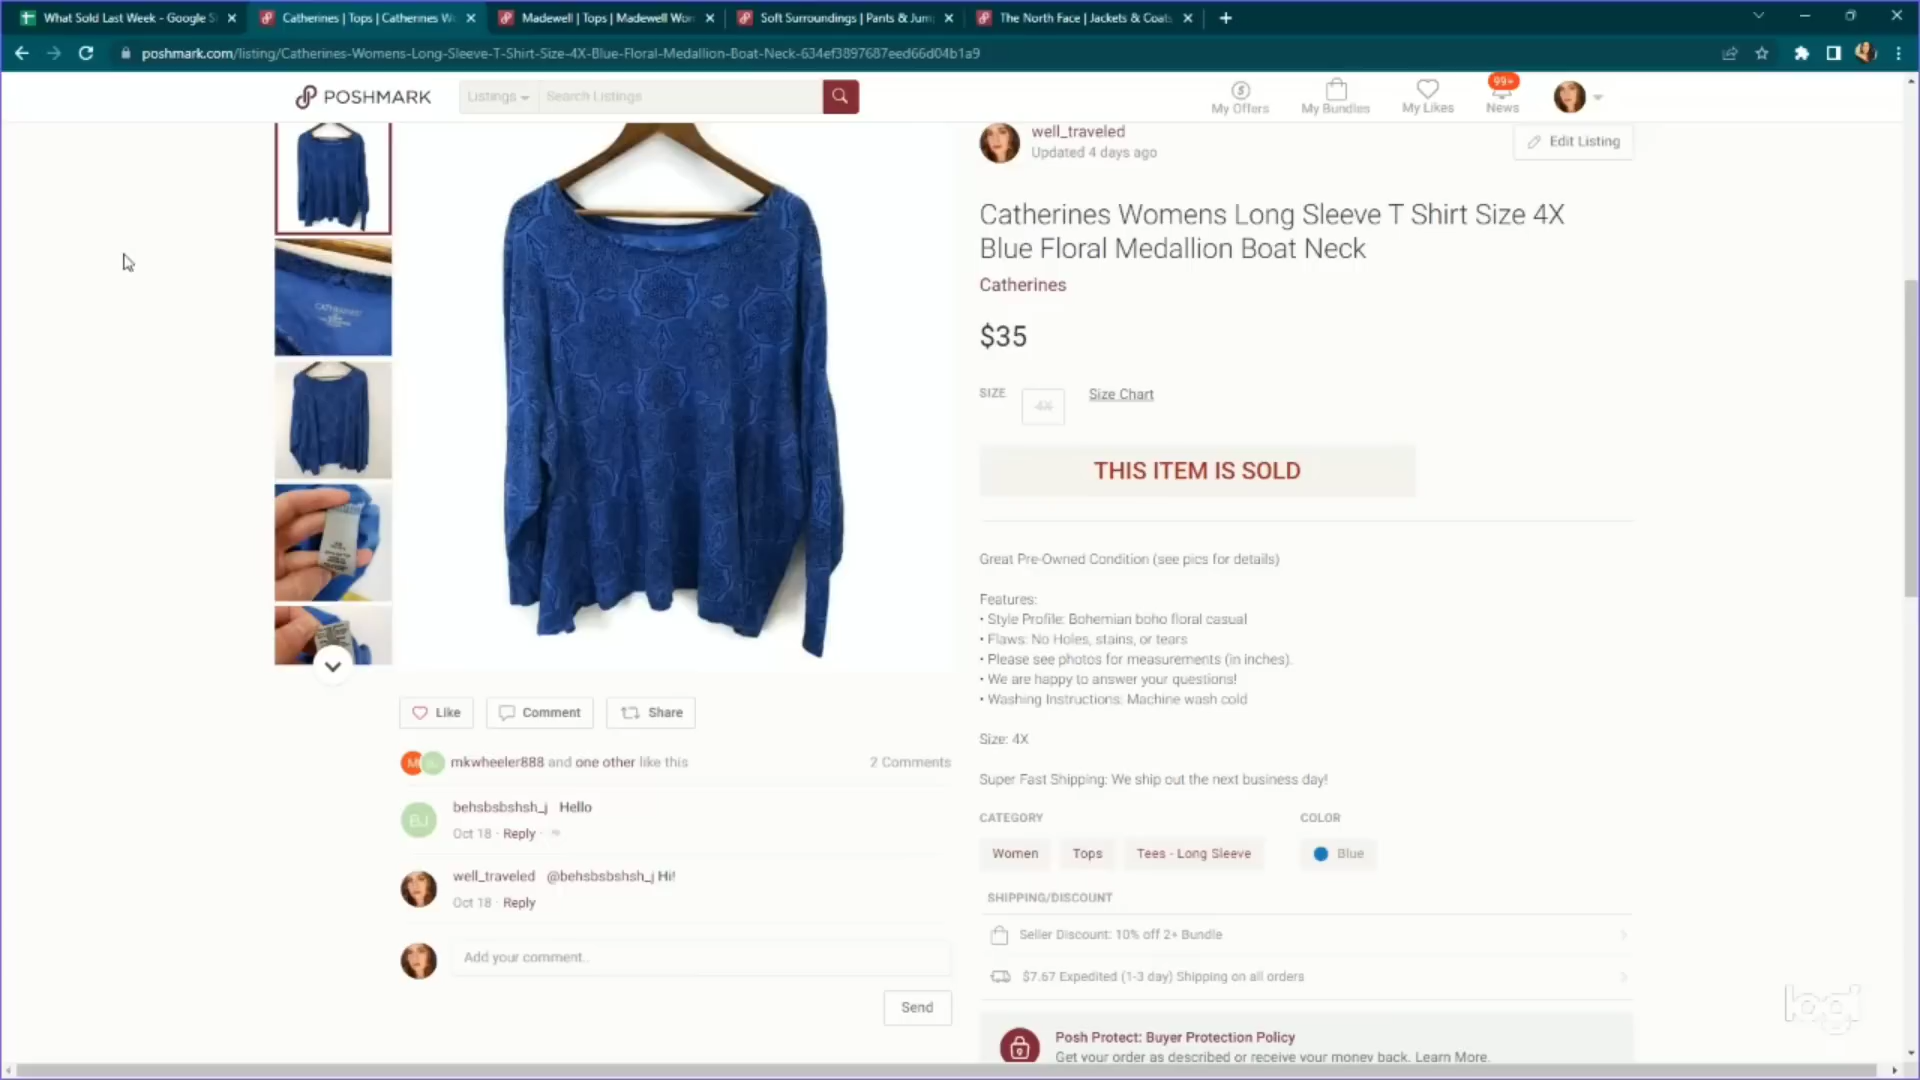 What Sold Last Week - Google S
Catherines | Tops | Catherines W
Madewell | Tops | Madewell Wom
Soft Surroundings | Pants & Jum
The North Face | Jackets & Coats
poshmark.com/listing/Catherines-Womens-Long-Sleeve-T-Shirt-Size-4X-Blue-Floral-Medallion-Boat-Neck-634ef3897687eed66d04b1a9
POSHMARK
Listings
Search Listings
My Offers
My Bundles
My Likes
99+
News
well_traveled
Updated 4 days ago
Edit Listing
Catherines Womens Long Sleeve T Shirt Size 4X
Blue Floral Medallion Boat Neck
Catherines
$35
SIZE
4X
Size Chart
THIS ITEM IS SOLD
Great Pre-Owned Condition (see pics for details)
Features:
• Style Profile: Bohemian boho floral casual
• Flaws: No Holes, stains, or tears
• Please see photos for measurements (in inches).
• We are happy to answer your questions!
• Washing Instructions: Machine wash cold
Size: 4X
Super Fast Shipping: We ship out the next business day!
CATEGORY
COLOR
Women
Tops
Tees - Long Sleeve
Blue
SHIPPING/DISCOUNT
Seller Discount: 10% off 2+ Bundle
$7.67 Expedited (1-3 day) Shipping on all orders
Posh Protect: Buyer Protection Policy
Get your order as described or receive your money back. Learn More.
CATHERINES
Like
Comment
Share
mkwheeler888 and one other like this
2 Comments
BJ
behsbsbshsh_j Hello
Oct 18 · Reply ·
well_traveled @behsbsbshsh_j Hi!
Oct 18 · Reply
Add your comment..
Send
logi